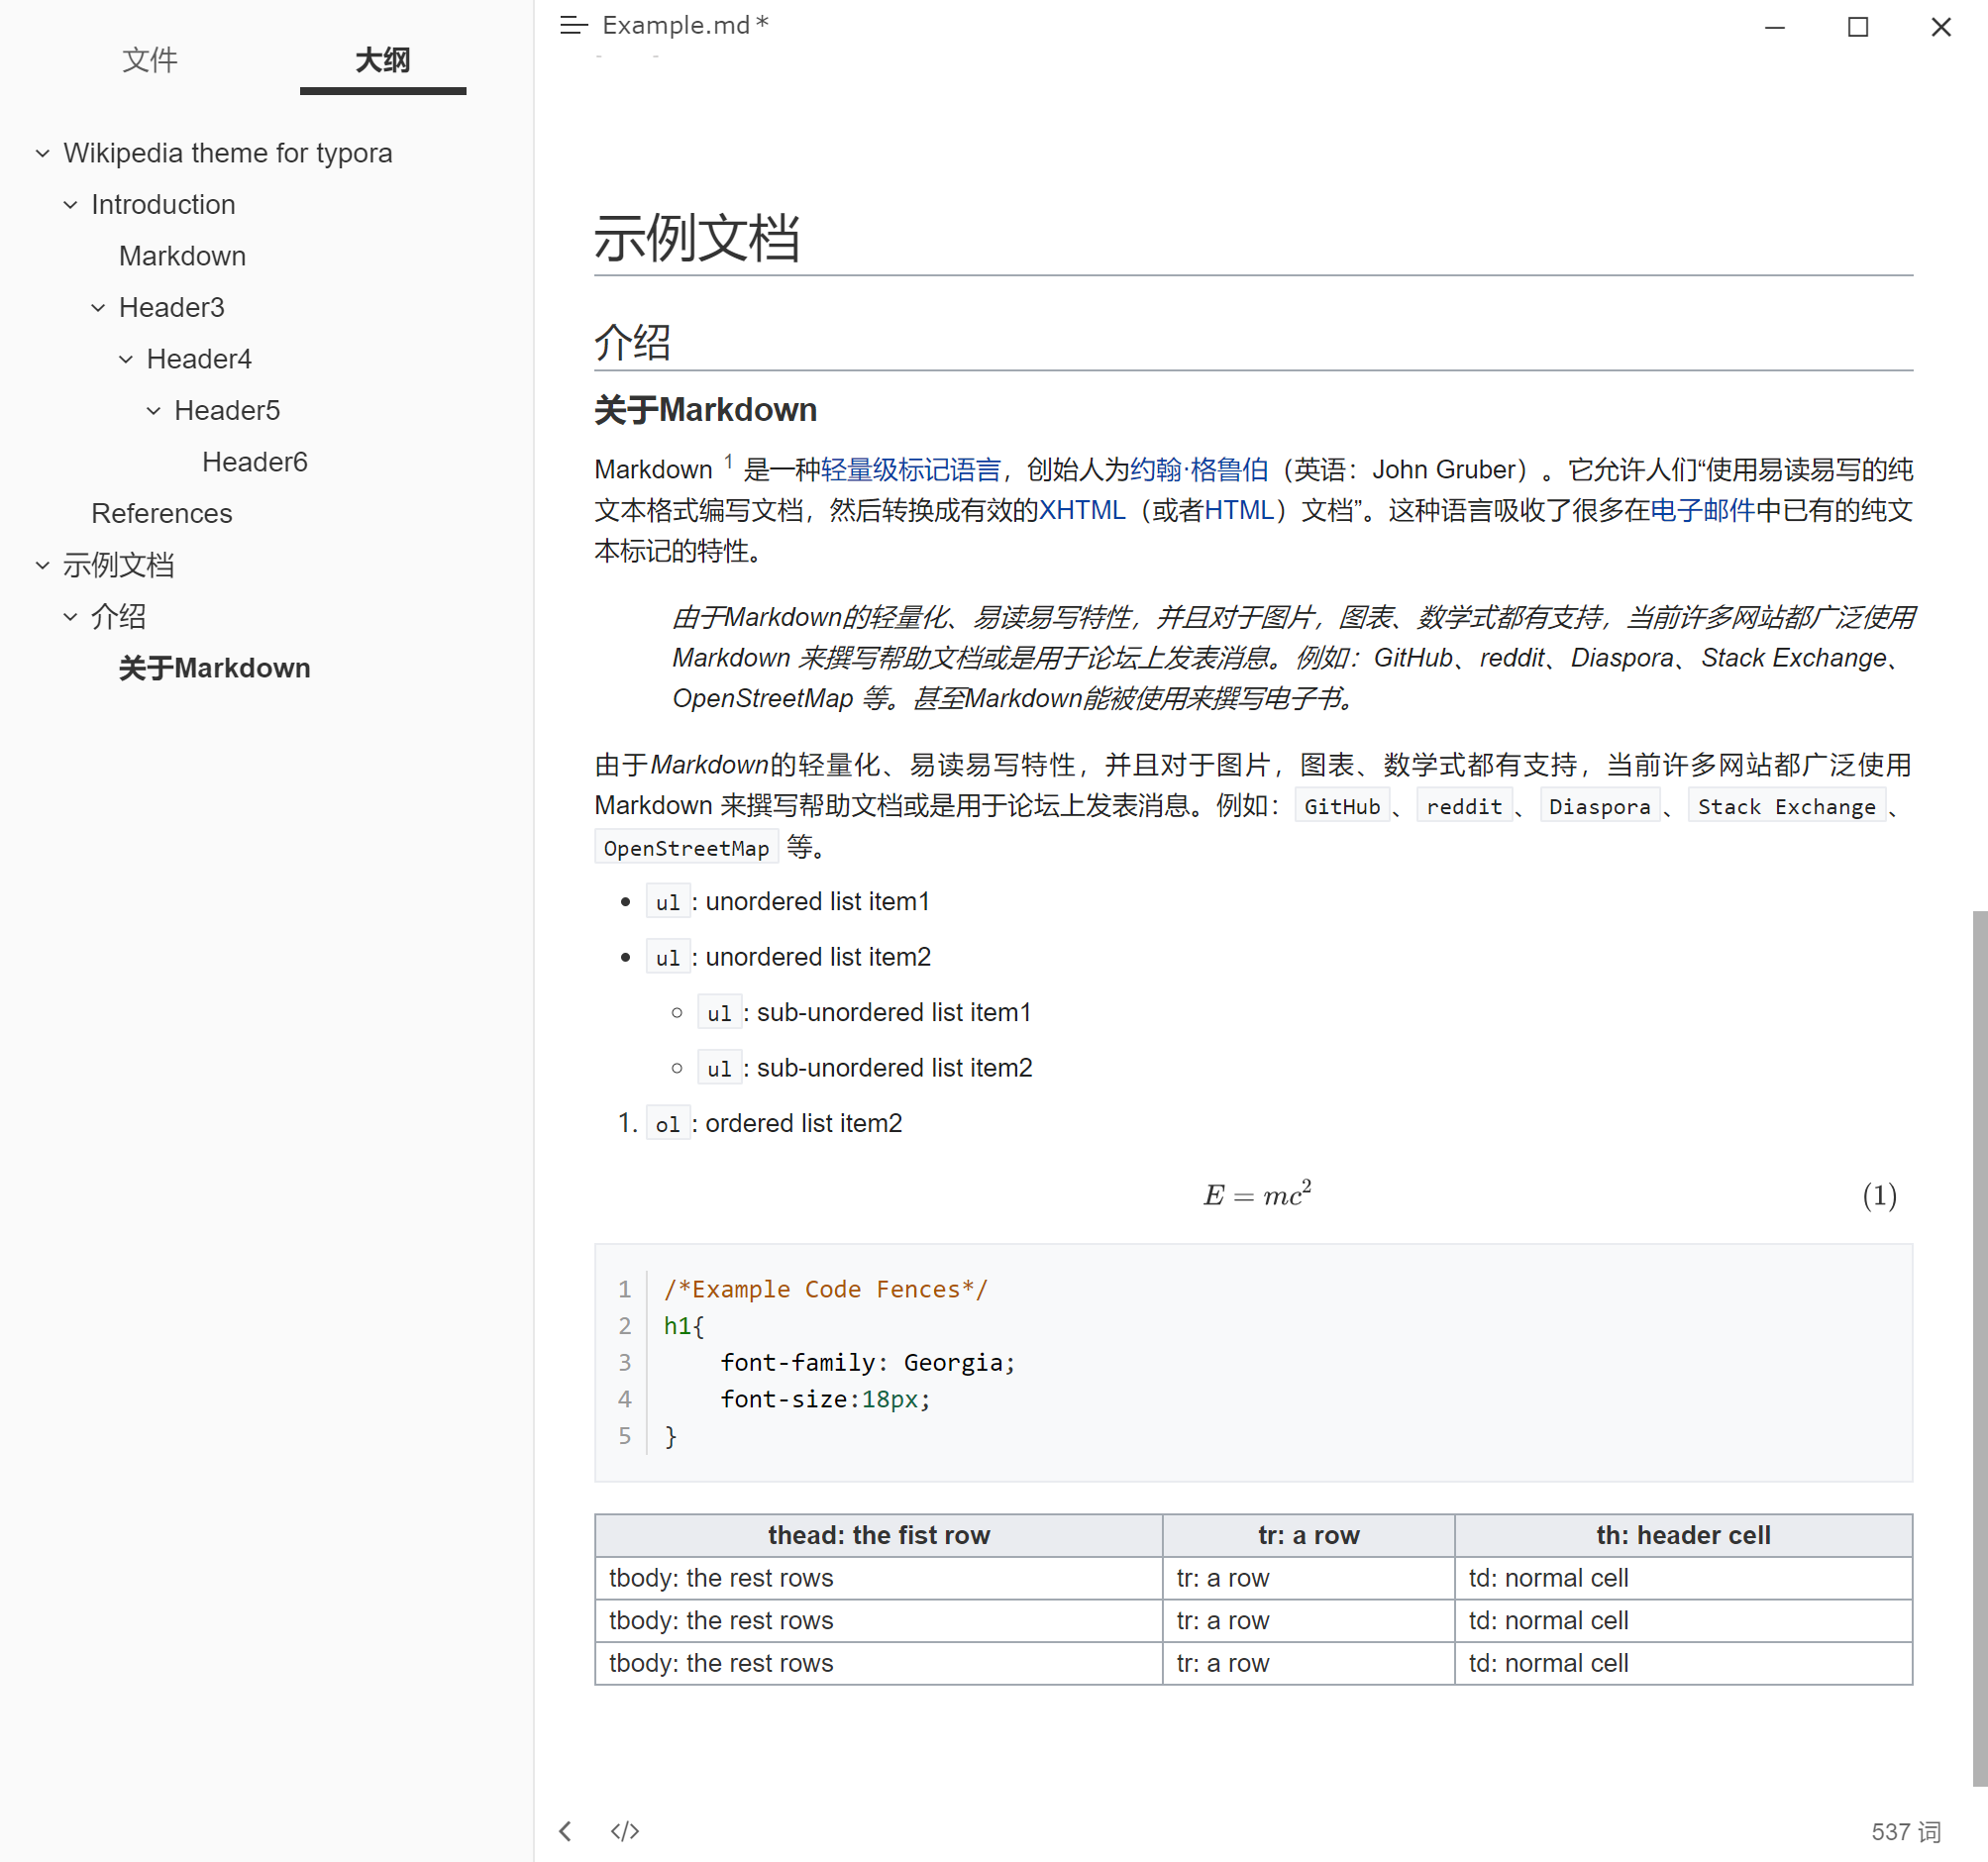 文件 大纲
Wikipedia theme for typora
Introduction
Markdown
Header3
Header4
Header5
Header6
References
示例文档
介绍
关于Markdown
Example.md*
示例文档
介绍
关于Markdown
Markdown 1 是一种轻量级标记语言，创始人为约翰·格鲁伯（英语：John Gruber）。它允许人们“使用易读易写的纯
文本格式编写文档，然后转换成有效的XHTML（或者HTML）文档”。这种语言吸收了很多在电子邮件中已有的纯文
本标记的特性。
由于Markdown的轻量化、易读易写特性，并且对于图片，图表、数学式都有支持，当前许多网站都广泛使用
Markdown 来撰写帮助文档或是用于论坛上发表消息。例如：GitHub、reddit、Diaspora、Stack Exchange、
OpenStreetMap 等。甚至Markdown能被使用来撰写电子书。
由于Markdown的轻量化、易读易写特性，并且对于图片，图表、数学式都有支持，当前许多网站都广泛使用
Markdown 来撰写帮助文档或是用于论坛上发表消息。例如： GitHub 、 reddit 、 Diaspora 、 Stack Exchange 、
OpenStreetMap 等。
• ul : unordered list item1
• ul : unordered list item2
◦ ul : sub-unordered list item1
◦ ul : sub-unordered list item2
1. ol : ordered list item2
E = mc² (1)
1 /*Example Code Fences*/
2 h1{
3 font-family: Georgia;
4 font-size:18px;
5 }
thead: the fist row tr: a row th: header cell
tbody: the rest rows tr: a row td: normal cell
tbody: the rest rows tr: a row td: normal cell
tbody: the rest rows tr: a row td: normal cell
</> 537 词